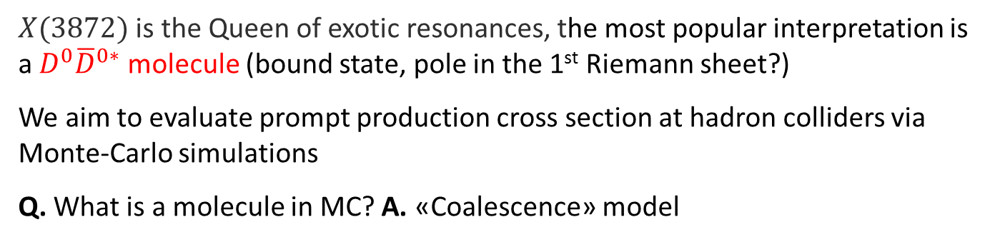 X(3872) is the Queen of exotic resonances, the most popular interpretation is
a D⁰D̅⁰* molecule (bound state, pole in the 1st Riemann sheet?)
We aim to evaluate prompt production cross section at hadron colliders via
Monte-Carlo simulations
Q. What is a molecule in MC? A. «Coalescence» model